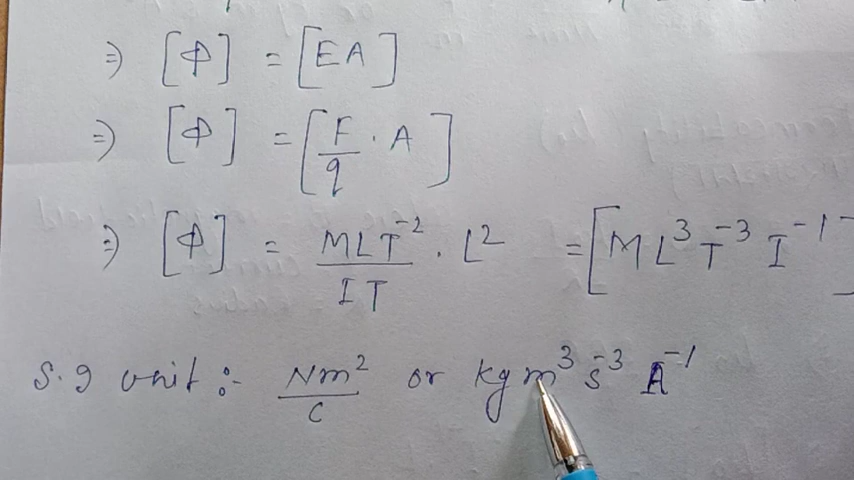 ⇒ [Φ] = [EA]
⇒ [Φ] = [F/q · A]
⇒ [Φ] = MLT⁻²/IT · L² = [ML³T⁻³I⁻¹]
S.I unit :- Nm²/C or kg m³ s⁻³ A⁻¹